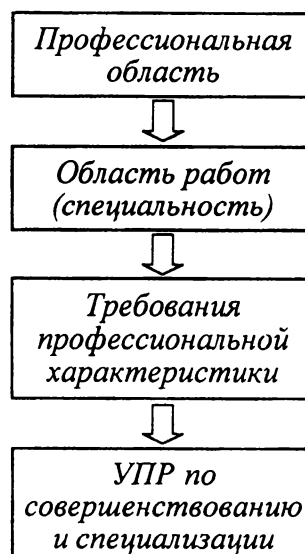 Профессиональная
область
Область работ
(специальность)
Требования
профессиональной
характеристики
УПР по
совершенствованию
и специализации